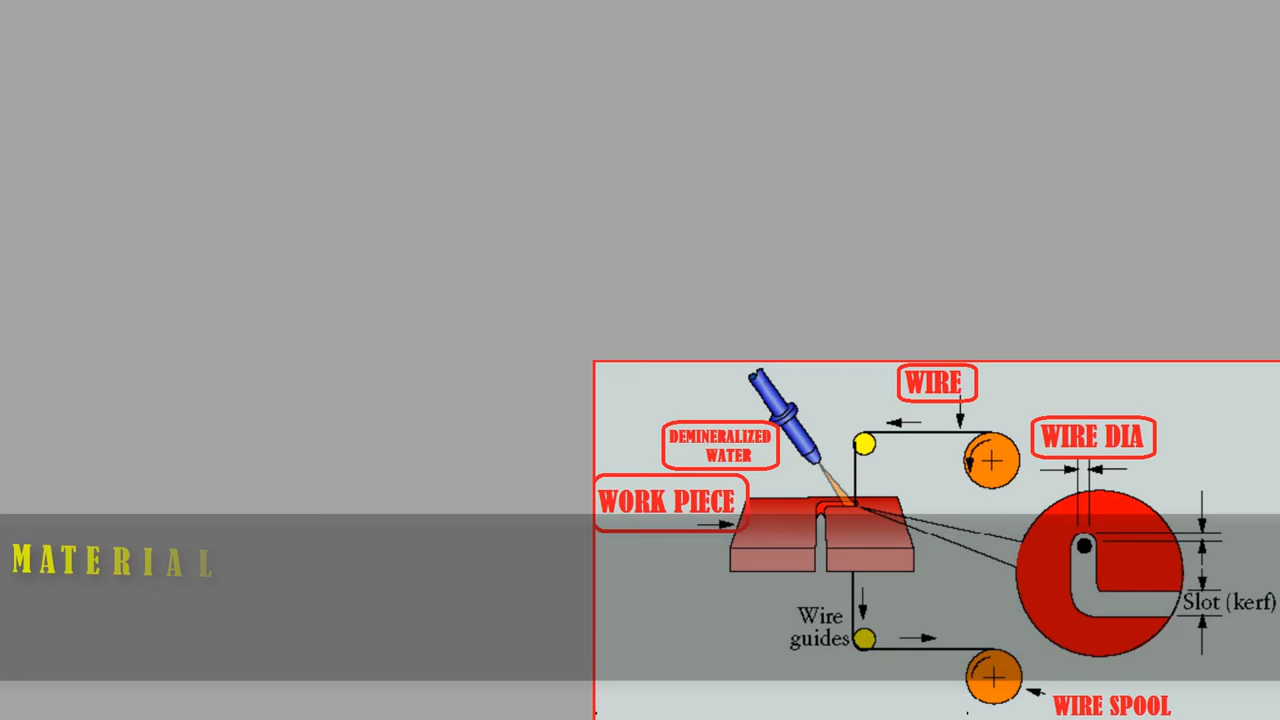 WIRE
DEMINERALIZED
WATER
WIRE DIA
WORK PIECE
MATERIAL
Slot (kerf)
Wire
guides
WIRE SPOOL